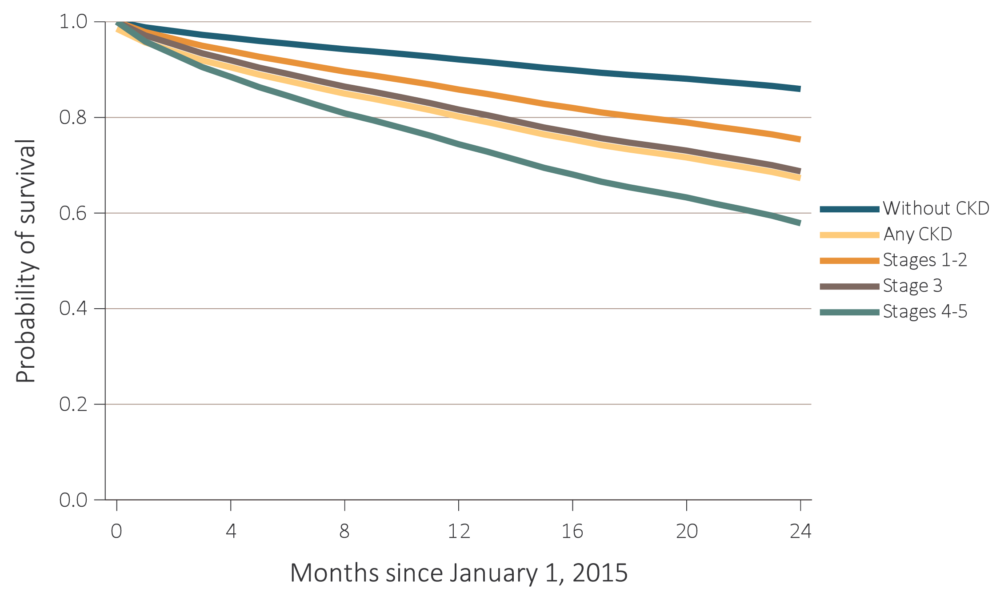 Probability of survival
1.0
0.8
0.6
0.4
0.2
0.0
0 4 8 12 16 20 24
Months since January 1, 2015
Without CKD
Any CKD
Stages 1-2
Stage 3
Stages 4-5